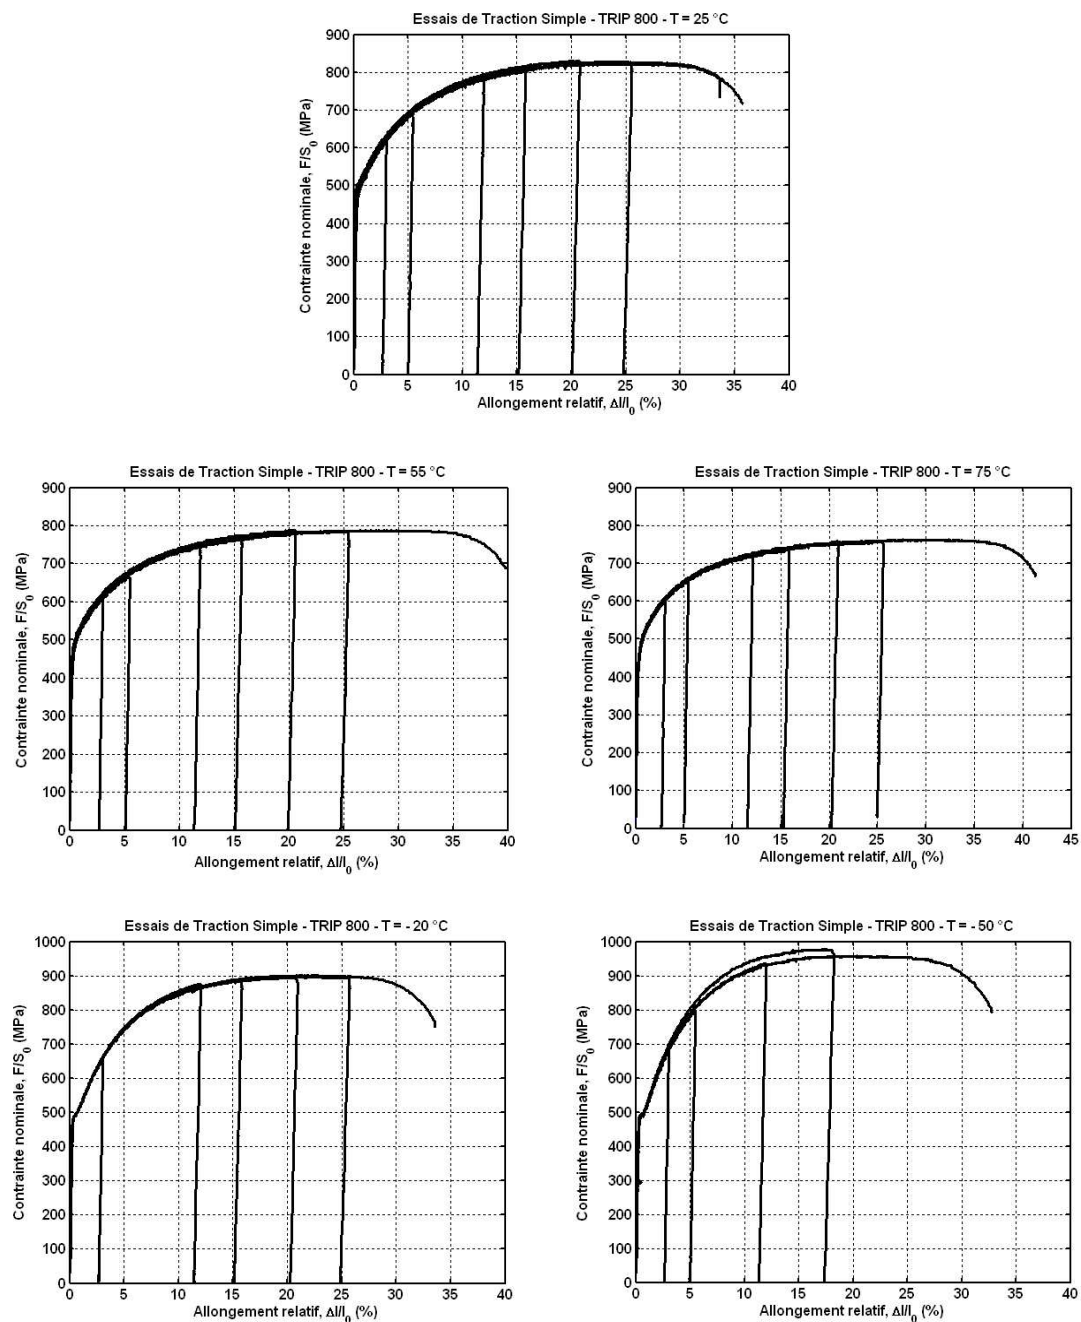 Essais de Traction Simple - TRIP 800 - T = 25 °C
Contrainte nominale, F/S0 (MPa)
900
800
700
600
500
400
300
200
100
0
0 5 10 15 20 25 30 35 40
Allongement relatif, Δl/l0 (%)
Essais de Traction Simple - TRIP 800 - T = 55 °C
Contrainte nominale, F/S0 (MPa)
900
800
700
600
500
400
300
200
100
0
0 5 10 15 20 25 30 35 40
Allongement relatif, Δl/l0 (%)
Essais de Traction Simple - TRIP 800 - T = 75 °C
Contrainte nominale, F/S0 (MPa)
900
800
700
600
500
400
300
200
100
0
0 5 10 15 20 25 30 35 40 45
Allongement relatif, Δl/l0 (%)
Essais de Traction Simple - TRIP 800 - T = - 20 °C
Contrainte nominale, F/S0 (MPa)
1000
900
800
700
600
500
400
300
200
100
0
0 5 10 15 20 25 30 35 40
Allongement relatif, Δl/l0 (%)
Essais de Traction Simple - TRIP 800 - T = - 50 °C
Contrainte nominale, F/S0 (MPa)
1000
900
800
700
600
500
400
300
200
100
0
0 5 10 15 20 25 30 35 40
Allongement relatif, Δl/l0 (%)